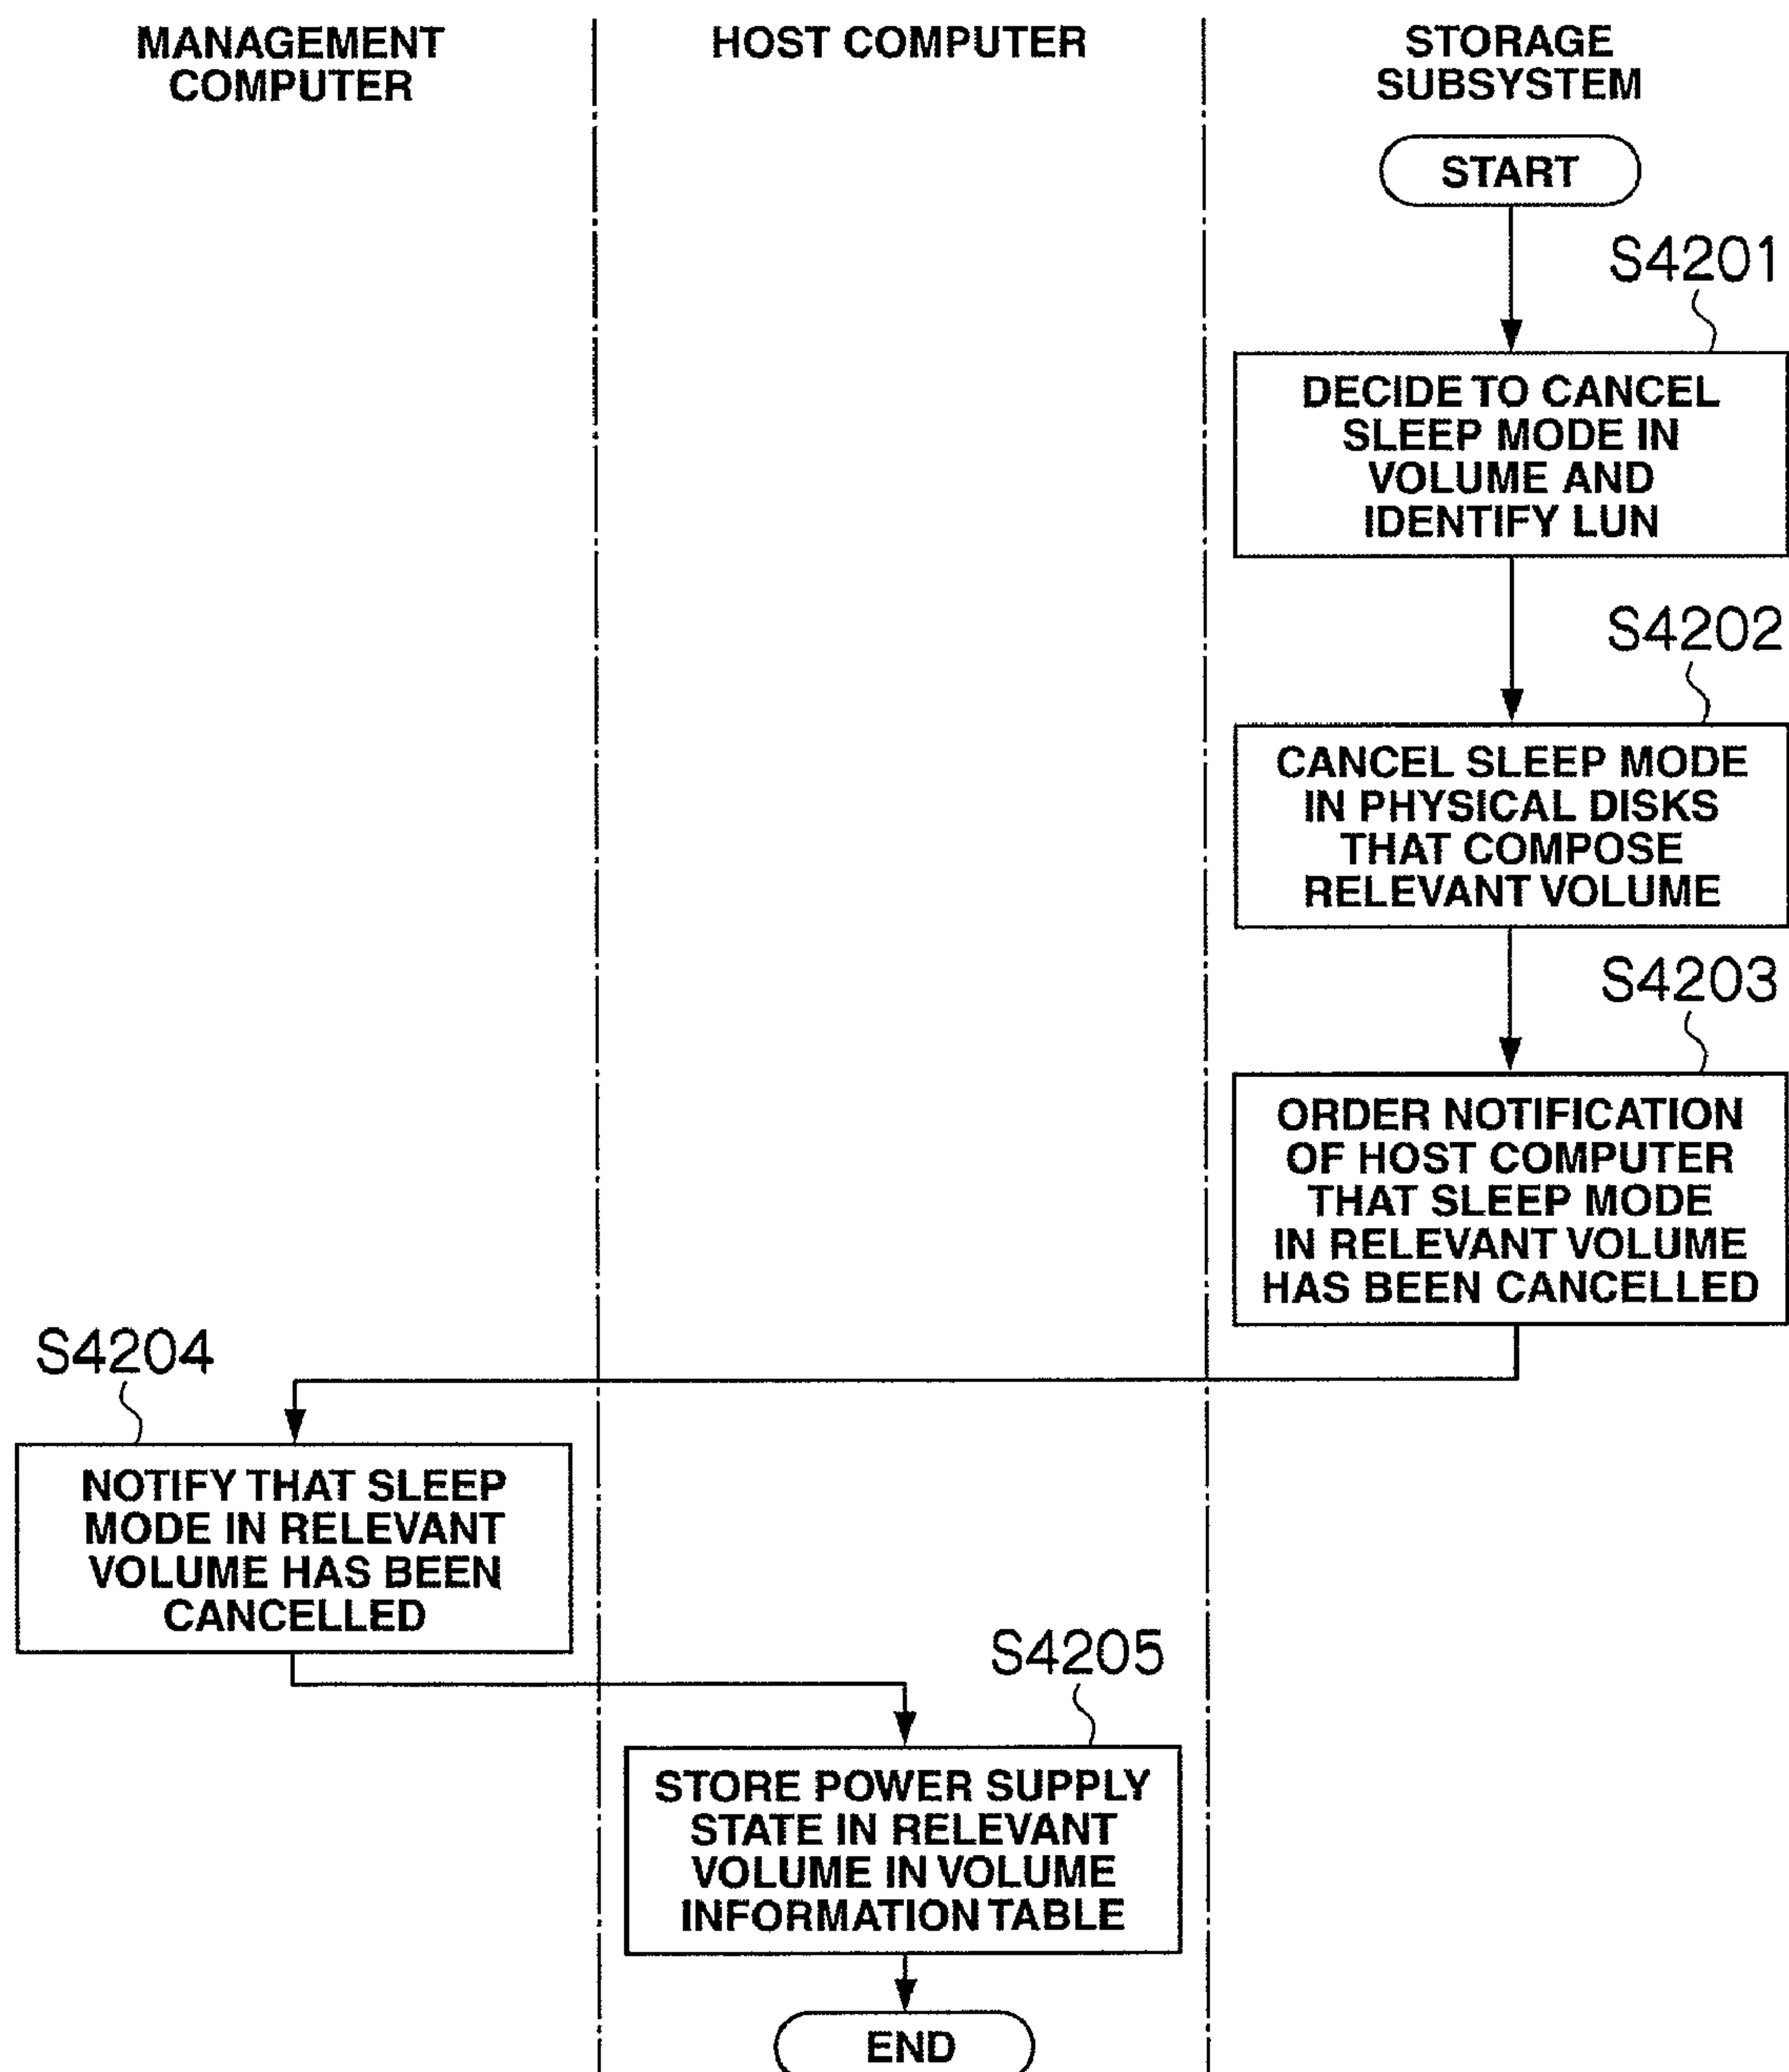 MANAGEMENT
COMPUTER
HOST COMPUTER
STORAGE
SUBSYSTEM
START
S4201
DECIDE TO CANCEL
SLEEP MODE IN
VOLUME AND
IDENTIFY LUN
S4202
CANCEL SLEEP MODE
IN PHYSICAL DISKS
THAT COMPOSE
RELEVANT VOLUME
S4203
ORDER NOTIFICATION
OF HOST COMPUTER
THAT SLEEP MODE
IN RELEVANT VOLUME
HAS BEEN CANCELLED
S4204
NOTIFY THAT SLEEP
MODE IN RELEVANT
VOLUME HAS BEEN
CANCELLED
S4205
STORE POWER SUPPLY
STATE IN RELEVANT
VOLUME IN VOLUME
INFORMATION TABLE
END